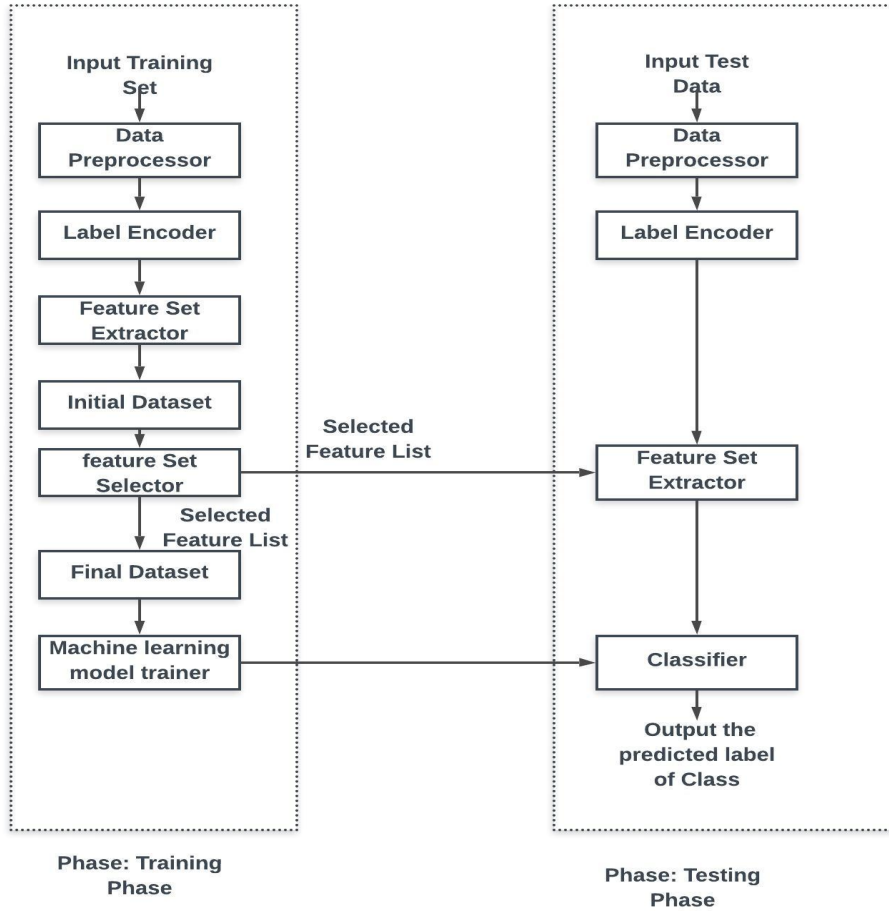 Input Training
Set
Data
Preprocessor
Label Encoder
Feature Set
Extractor
Initial Dataset
feature Set
Selector
Selected
Feature List
Final Dataset
Machine learning
model trainer
Phase: Training
Phase
Selected
Feature List
Input Test
Data
Data
Preprocessor
Label Encoder
Feature Set
Extractor
Classifier
Output the
predicted label
of Class
Phase: Testing
Phase